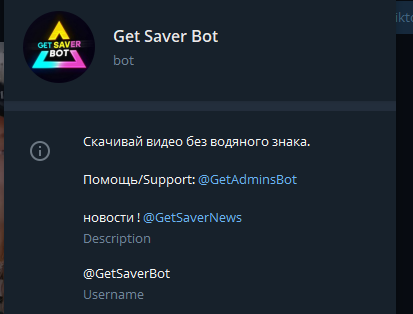 GET SAVER
BOT
Get Saver Bot
bot
Скачивай видео без водяного знака.
Помощь/Support: @GetAdminsBot
новости ! @GetSaverNews
Description
@GetSaverBot
Username